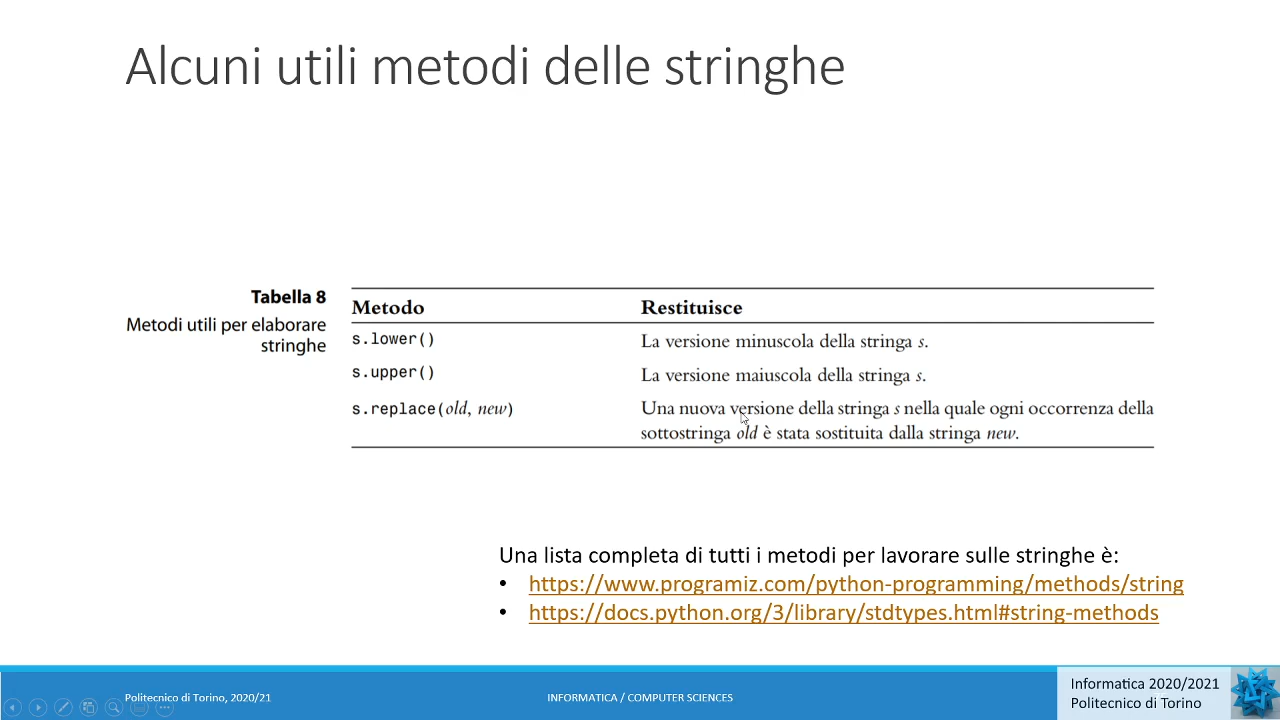 Alcuni utili metodi delle stringhe
Tabella 8
Metodi utili per elaborare
stringhe
Metodo Restituisce
s.lower() La versione minuscola della stringa s.
s.upper() La versione maiuscola della stringa s.
s.replace(old, new) Una nuova versione della stringa s nella quale ogni occorrenza della
sottostringa old è stata sostituita dalla stringa new.
Una lista completa di tutti i metodi per lavorare sulle stringhe è:
• https://www.programiz.com/python-programming/methods/string
• https://docs.python.org/3/library/stdtypes.html#string-methods
Politecnico di Torino, 2020/21
INFORMATICA / COMPUTER SCIENCES
Informatica 2020/2021
Politecnico di Torino